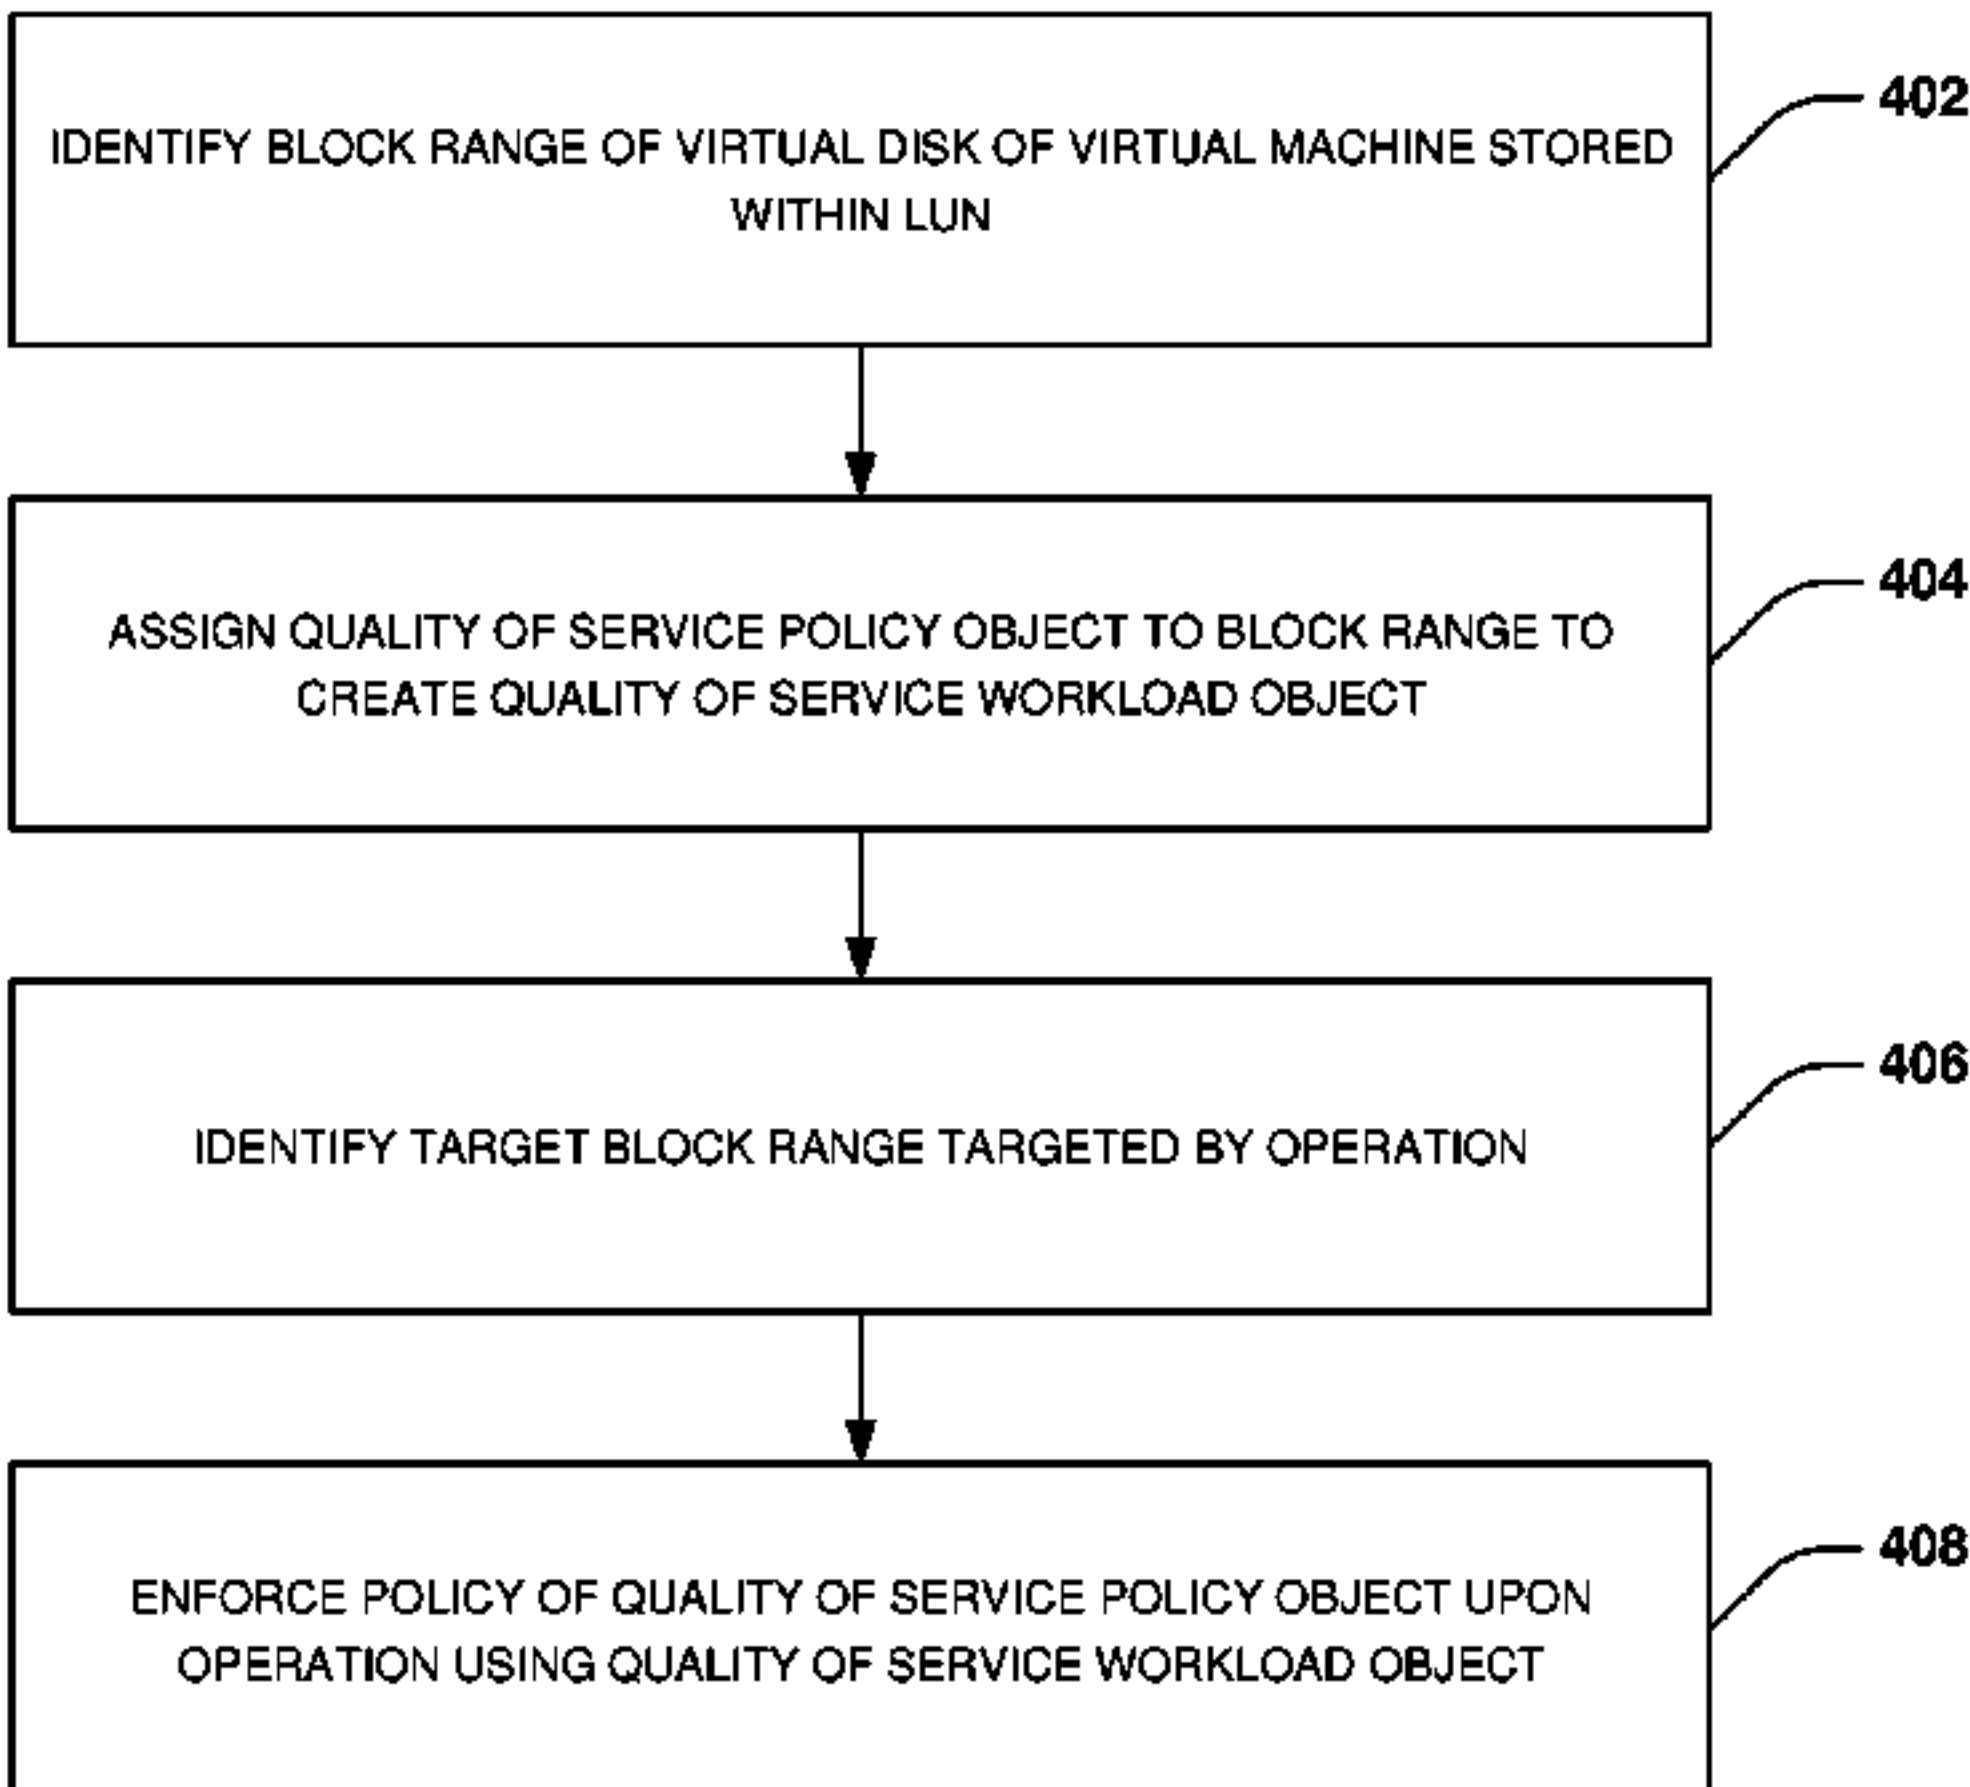 IDENTIFY BLOCK RANGE OF VIRTUAL DISK OF VIRTUAL MACHINE STORED
WITHIN LUN
402
ASSIGN QUALITY OF SERVICE POLICY OBJECT TO BLOCK RANGE TO
CREATE QUALITY OF SERVICE WORKLOAD OBJECT
404
IDENTIFY TARGET BLOCK RANGE TARGETED BY OPERATION
406
ENFORCE POLICY OF QUALITY OF SERVICE POLICY OBJECT UPON
OPERATION USING QUALITY OF SERVICE WORKLOAD OBJECT
408